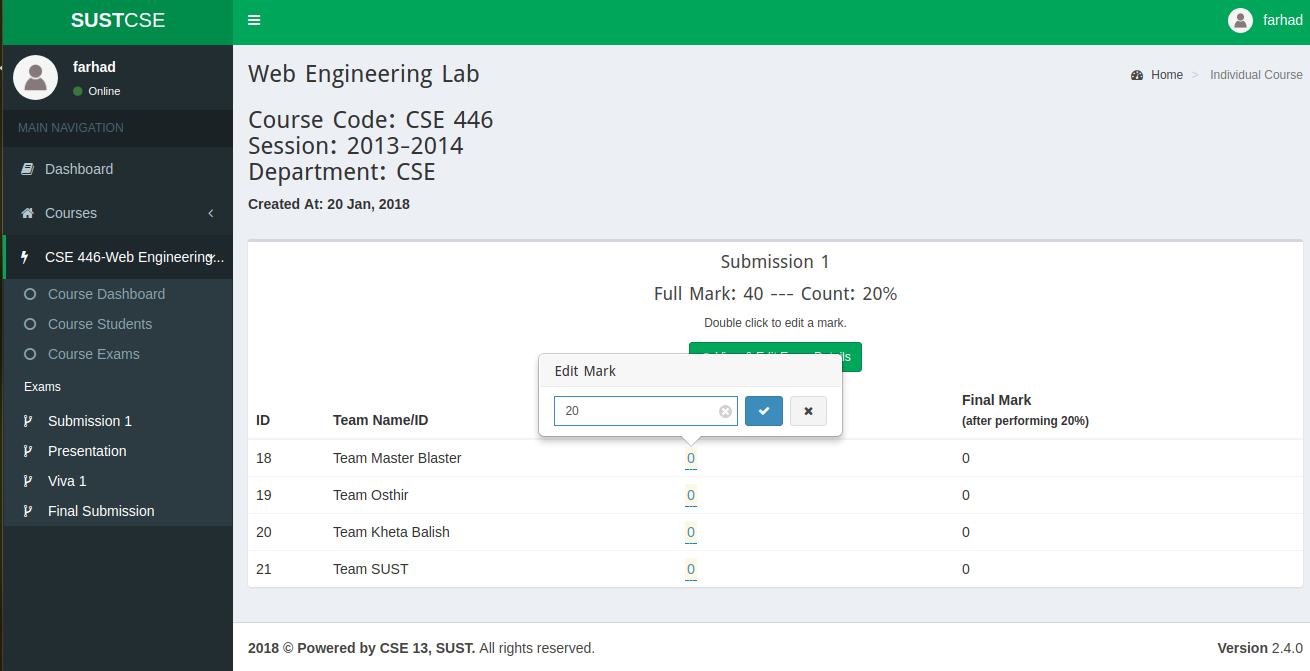 SUSTCSE
farhad
farhad
Online
MAIN NAVIGATION
Dashboard
Courses
CSE 446-Web Engineering...
Course Dashboard
Course Students
Course Exams
Exams
Submission 1
Presentation
Viva 1
Final Submission
Web Engineering Lab
Home > Individual Course
Course Code: CSE 446
Session: 2013-2014
Department: CSE
Created At: 20 Jan, 2018
Submission 1
Full Mark: 40 --- Count: 20%
Double click to edit a mark.
Edit Mark
20
ID Team Name/ID Final Mark
(after performing 20%)
18 Team Master Blaster 0 0
19 Team Osthir 0 0
20 Team Kheta Balish 0 0
21 Team SUST 0 0
2018 © Powered by CSE 13, SUST. All rights reserved.
Version 2.4.0